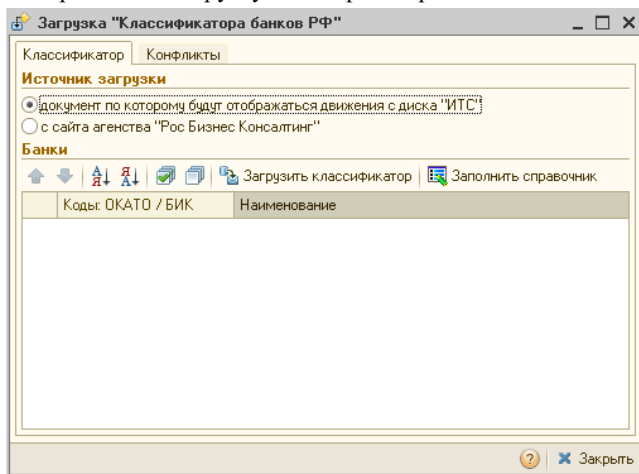 Загрузка "Классификатора банков РФ"
Классификатор Конфликты
Источник загрузки
документ по которому будут отображаться движения с диска "ИТС"
с сайта агенства "Рос Бизнес Консалтинг"
Банки
Загрузить классификатор Заполнить справочник
Коды: ОКАТО / БИК Наименование
Закрыть